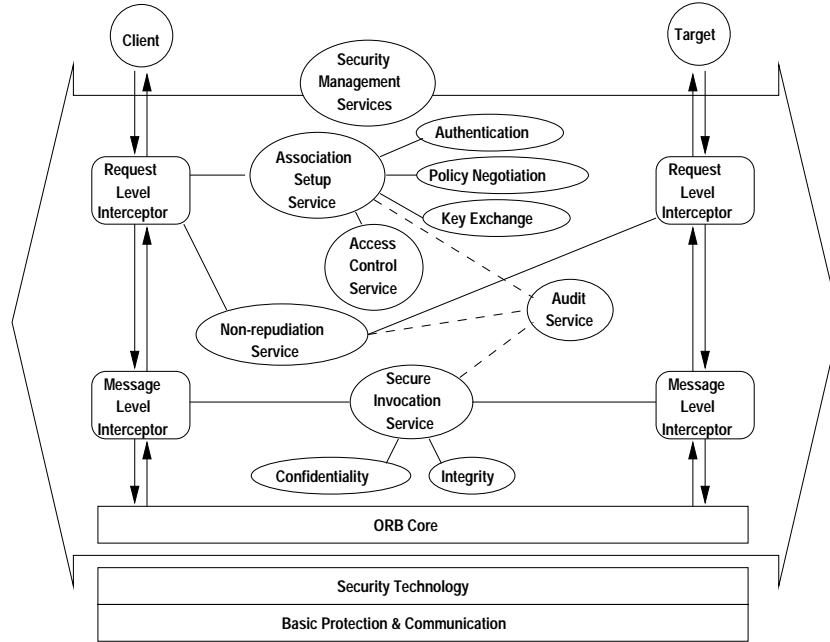 Client
Target
Security
Management
Services
Authentication
Association
Setup
Service
Request
Level
Interceptor
Policy Negotiation
Request
Level
Interceptor
Key Exchange
Access
Control
Service
Audit
Service
Non-repudiation
Service
Message
Level
Interceptor
Secure
Invocation
Service
Message
Level
Interceptor
Confidentiality
Integrity
ORB Core
Security Technology
Basic Protection & Communication